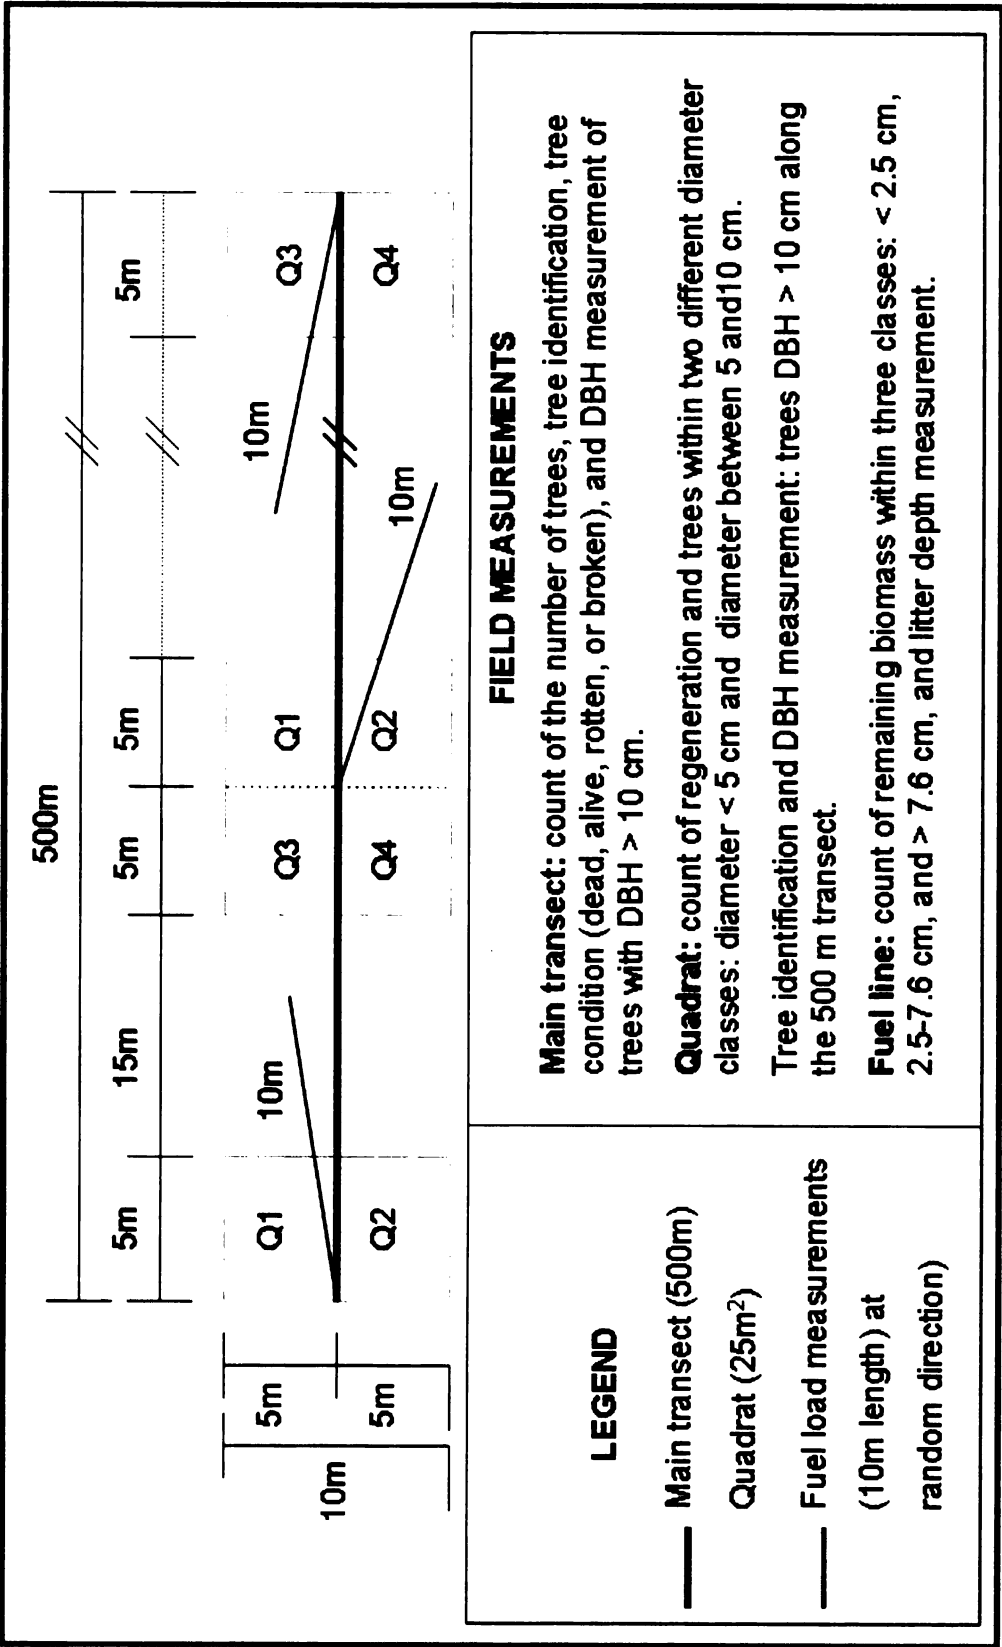 500m
5m
15m
5m
5m
5m
5m
5m
10m
Q1
Q2
10m
Q3
Q4
Q1
Q2
10m
10m
Q3
Q4
LEGEND
Main transect (500m)
Quadrat (25m²)
Fuel load measurements
(10m length) at
random direction)
FIELD MEASUREMENTS
Main transect: count of the number of trees, tree identification, tree
condition (dead, alive, rotten, or broken), and DBH measurement of
trees with DBH > 10 cm.
Quadrat: count of regeneration and trees within two different diameter
classes: diameter < 5 cm and diameter between 5 and10 cm.
Tree identification and DBH measurement: trees DBH > 10 cm along
the 500 m transect.
Fuel line: count of remaining biomass within three classes: < 2.5 cm,
2.5-7.6 cm, and > 7.6 cm, and litter depth measurement.